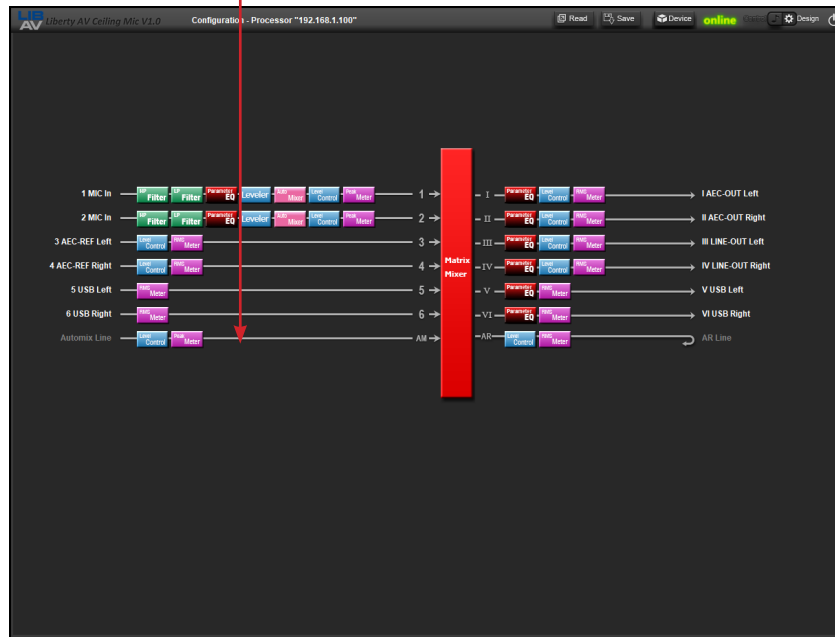 LIBAV Liberty AV Ceiling Mic V1.0 Configuration - Processor "192.168.1.100" Read Save Device online Design
1 MIC In HP Filter LP Filter Parameter EQ Leveler Auto Mixer Level Control Peak Meter 1 I Parameter EQ Level Control RMS Meter I AEC-OUT Left
2 MIC In HP Filter LP Filter Parameter EQ Leveler Auto Mixer Level Control Peak Meter 2 II Parameter EQ Level Control RMS Meter II AEC-OUT Right
3 AEC-REF Left Level Control RMS Meter 3 III Parameter EQ Level Control RMS Meter III LINE-OUT Left
4 AEC-REF Right Level Control RMS Meter 4 Matrix Mixer IV Parameter EQ Level Control RMS Meter IV LINE-OUT Right
5 USB Left RMS Meter 5 V Parameter EQ RMS Meter V USB Left
6 USB Right RMS Meter 6 VI Parameter EQ RMS Meter VI USB Right
Automix Line Level Control Peak Meter AM AR Level Control RMS Meter AR Line